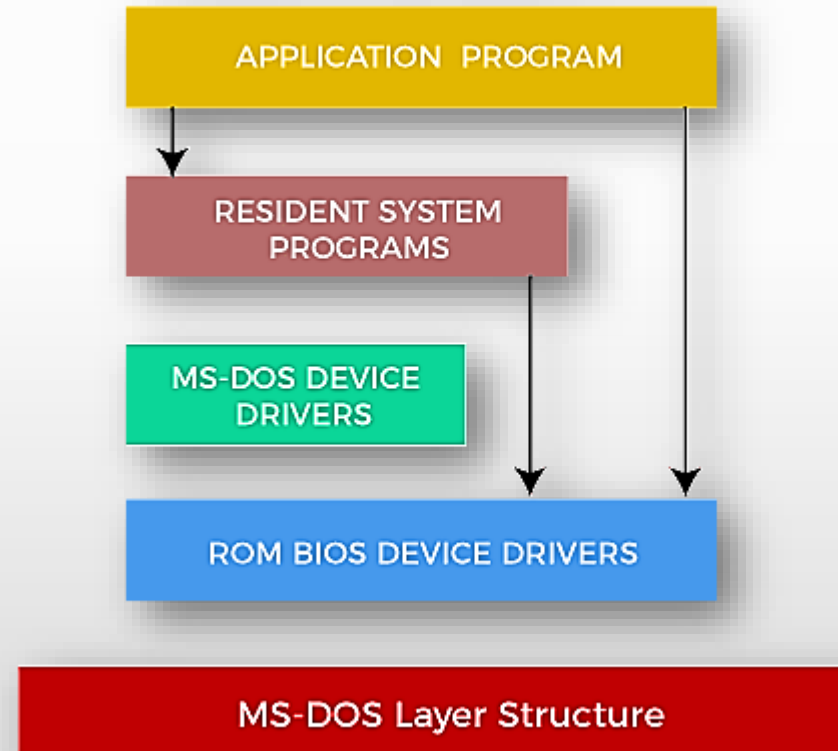 APPLICATION PROGRAM
RESIDENT SYSTEM
PROGRAMS
MS-DOS DEVICE
DRIVERS
ROM BIOS DEVICE DRIVERS
MS-DOS Layer Structure